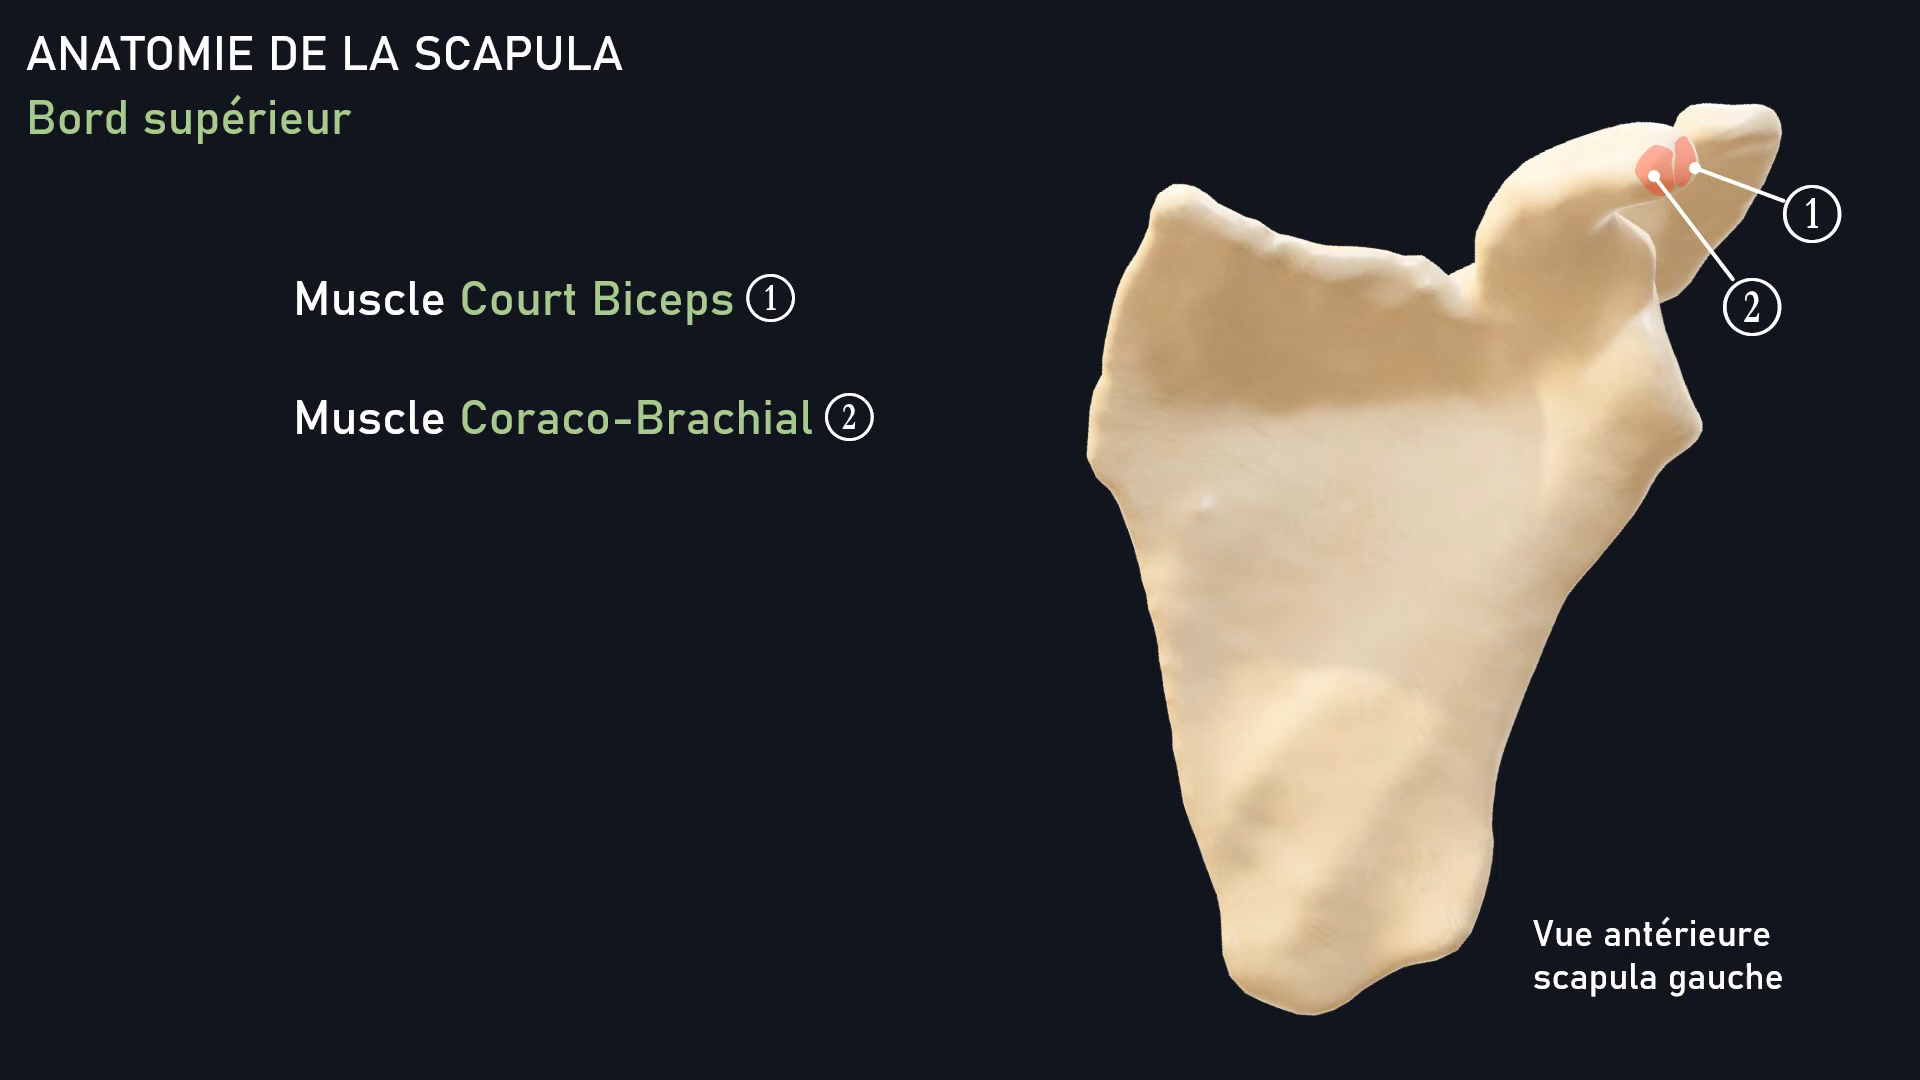 ANATOMIE DE LA SCAPULA
Bord supérieur
Muscle Court Biceps ①
Muscle Coraco-Brachial ②
①
②
Vue antérieure
scapula gauche